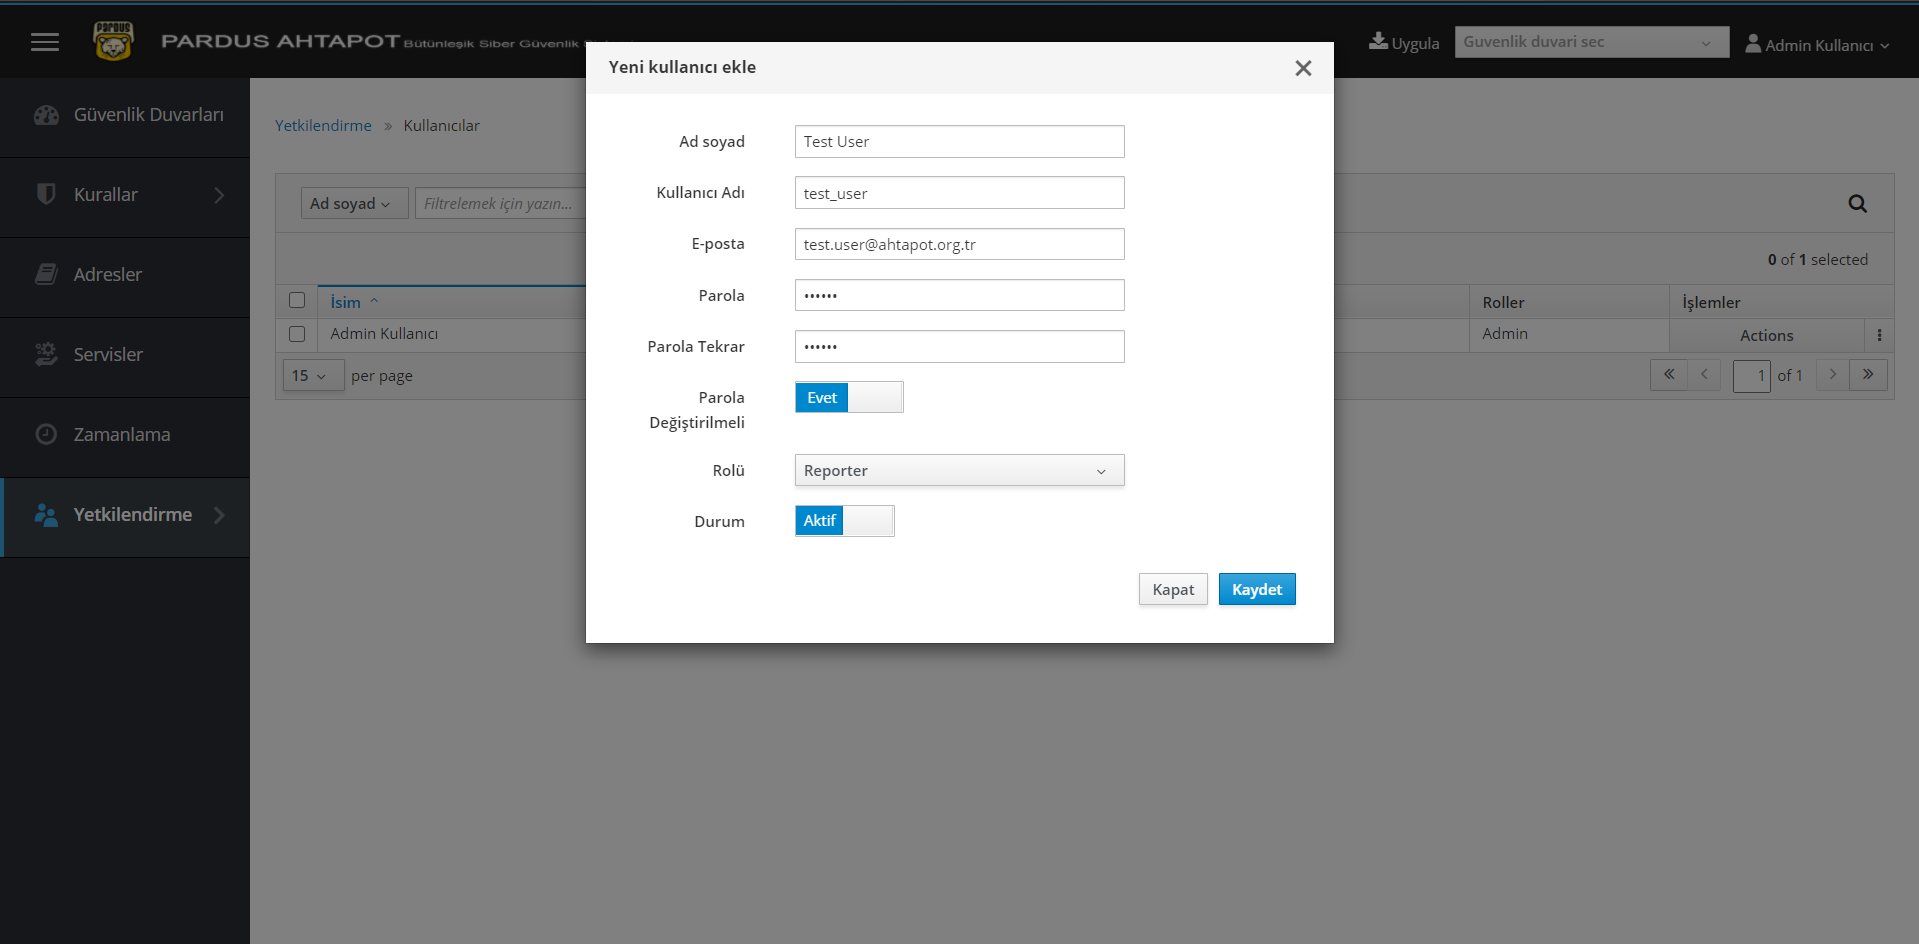 PARDUS
PARDUS AHTAPOT Bütünleşik Siber Güvenlik
Uygula
Guvenlik duvari sec
Admin Kullanıcı
Güvenlik Duvarları
Kurallar
Adresler
Servisler
Zamanlama
Yetkilendirme
Yetkilendirme » Kullanıcılar
Ad soyad
Filtrelemek için yazın...
0 of 1 selected
İsim
Roller
İşlemler
Admin Kullanıcı
Admin
Actions
15
per page
1 of 1
Yeni kullanıcı ekle
Ad soyad
Test User
Kullanıcı Adı
test_user
E-posta
test.user@ahtapot.org.tr
Parola
••••••
Parola Tekrar
••••••
Parola
Değiştirilmeli
Evet
Rolü
Reporter
Durum
Aktif
Kapat
Kaydet